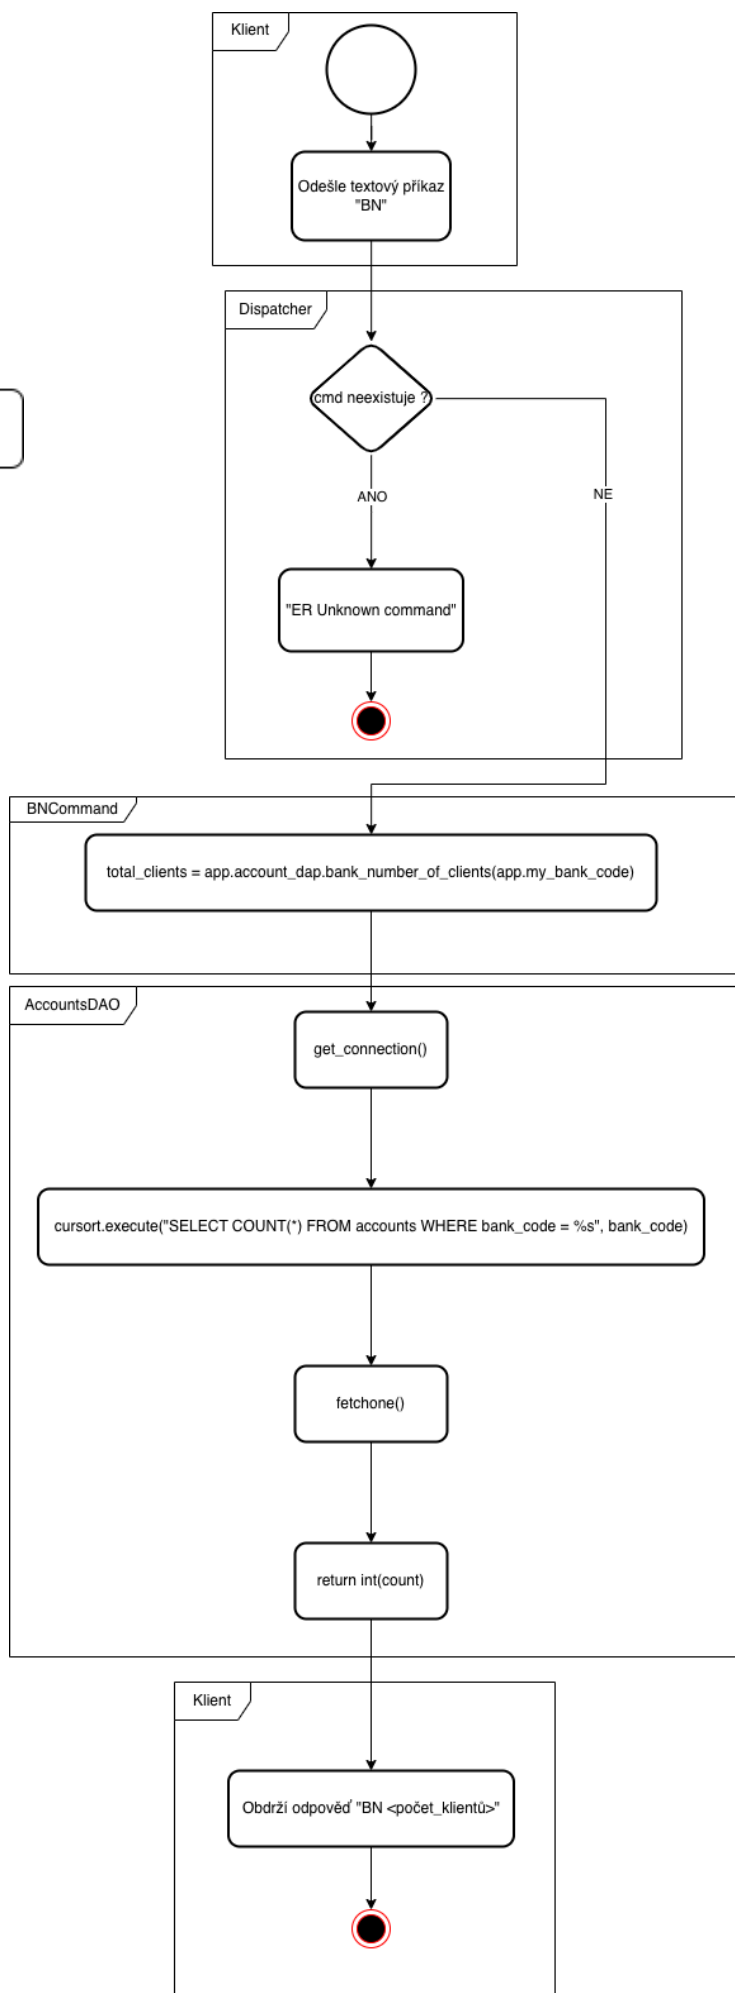 Klient
Odešle textový příkaz
"BN"
Dispatcher
cmd neexistuje ?
ANO
NE
"ER Unknown command"
BNCommand
total_clients = app.account_dap.bank_number_of_clients(app.my_bank_code)
AccountsDAO
get_connection()
cursort.execute("SELECT COUNT(*) FROM accounts WHERE bank_code = %s", bank_code)
fetchone()
return int(count)
Klient
Obdrží odpověď "BN <počet_klientů>"